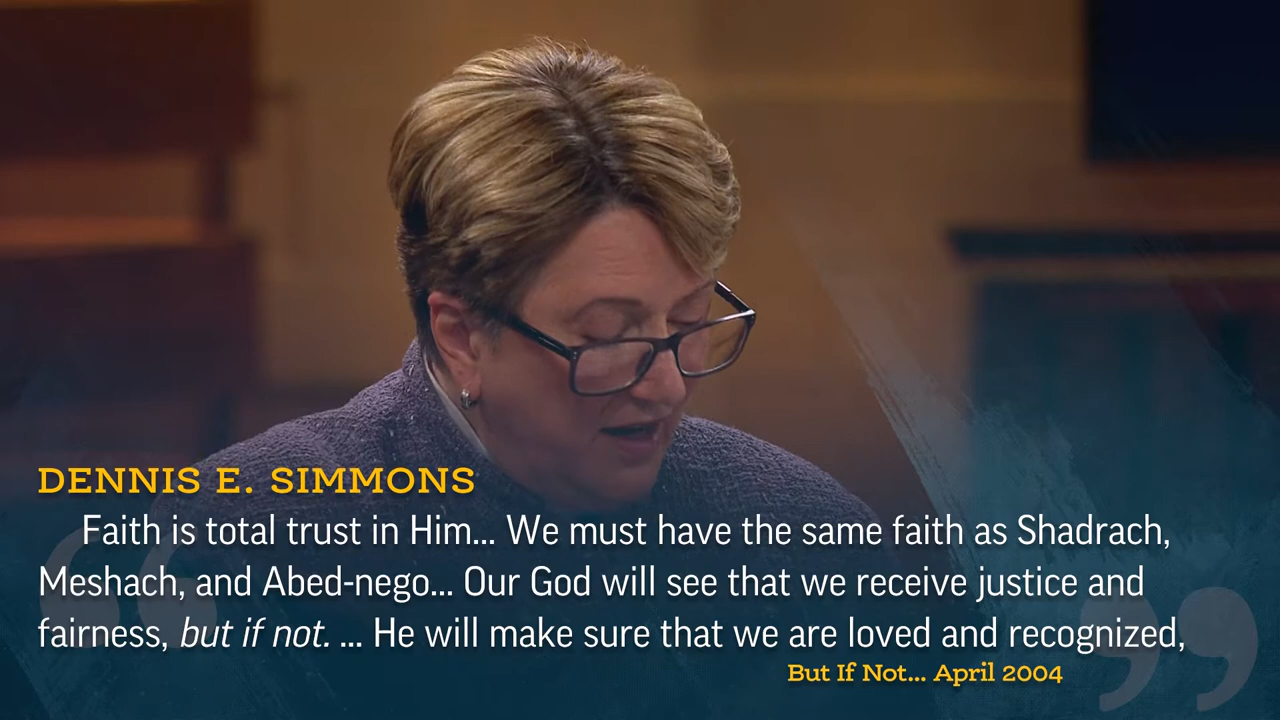 DENNIS E. SIMMONS
Faith is total trust in Him... We must have the same faith as Shadrach,
Meshach, and Abed-nego... Our God will see that we receive justice and
fairness, but if not. ... He will make sure that we are loved and recognized,
But If Not... April 2004